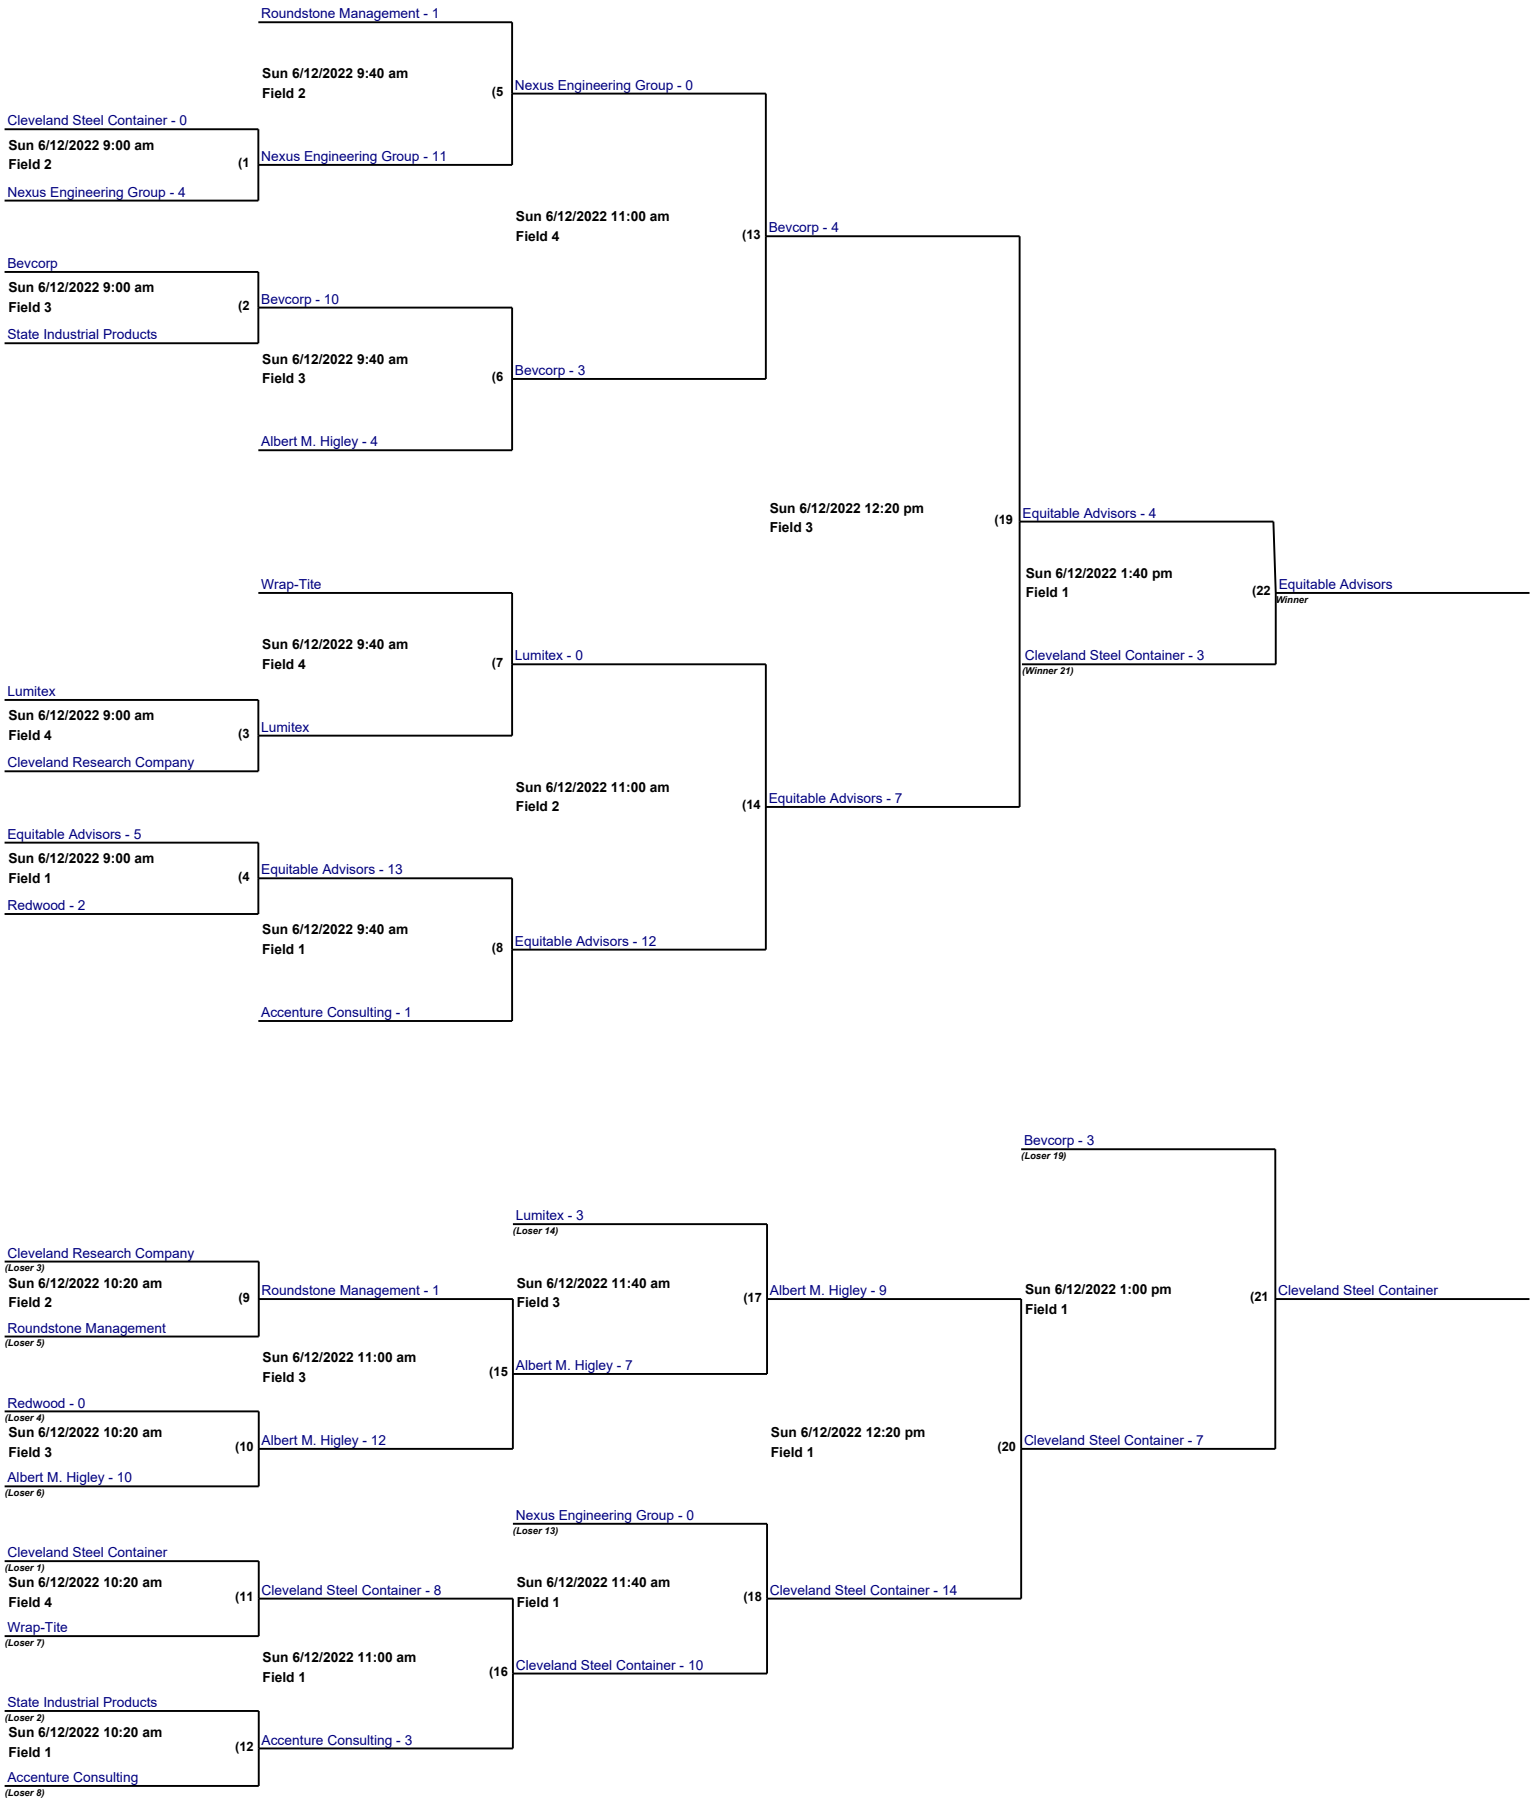 Roundstone Management - 1
Sun 6/12/2022 9:40 am
Field 2
(5
Nexus Engineering Group - 0
Cleveland Steel Container - 0
Sun 6/12/2022 9:00 am
Field 2
(1
Nexus Engineering Group - 11
Nexus Engineering Group - 4
Sun 6/12/2022 11:00 am
Field 4
(13
Bevcorp - 4
Bevcorp
Sun 6/12/2022 9:00 am
Field 3
(2
Bevcorp - 10
State Industrial Products
Sun 6/12/2022 9:40 am
Field 3
(6
Bevcorp - 3
Albert M. Higley - 4
Sun 6/12/2022 12:20 pm
Field 3
(19
Equitable Advisors - 4
Wrap-Tite
Sun 6/12/2022 1:40 pm
Field 1
(22
Equitable Advisors
Winner
Sun 6/12/2022 9:40 am
Field 4
(7
Lumitex - 0
Cleveland Steel Container - 3
(Winner 21)
Lumitex
Sun 6/12/2022 9:00 am
Field 4
(3
Lumitex
Cleveland Research Company
Sun 6/12/2022 11:00 am
Field 2
(14
Equitable Advisors - 7
Equitable Advisors - 5
Sun 6/12/2022 9:00 am
Field 1
(4
Equitable Advisors - 13
Redwood - 2
Sun 6/12/2022 9:40 am
Field 1
(8
Equitable Advisors - 12
Accenture Consulting - 1
Bevcorp - 3
(Loser 19)
Lumitex - 3
(Loser 14)
Cleveland Research Company
(Loser 3)
Sun 6/12/2022 10:20 am
Field 2
(9
Roundstone Management - 1
Sun 6/12/2022 11:40 am
Field 3
(17
Albert M. Higley - 9
Sun 6/12/2022 1:00 pm
Field 1
(21
Cleveland Steel Container
Roundstone Management
(Loser 5)
Sun 6/12/2022 11:00 am
Field 3
(15
Albert M. Higley - 7
Redwood - 0
(Loser 4)
Sun 6/12/2022 10:20 am
Field 3
(10
Albert M. Higley - 12
Sun 6/12/2022 12:20 pm
Field 1
(20
Cleveland Steel Container - 7
Albert M. Higley - 10
(Loser 6)
Nexus Engineering Group - 0
(Loser 13)
Cleveland Steel Container
(Loser 1)
Sun 6/12/2022 10:20 am
Field 4
(11
Cleveland Steel Container - 8
Sun 6/12/2022 11:40 am
Field 1
(18
Cleveland Steel Container - 14
Wrap-Tite
(Loser 7)
Sun 6/12/2022 11:00 am
Field 1
(16
Cleveland Steel Container - 10
State Industrial Products
(Loser 2)
Sun 6/12/2022 10:20 am
Field 1
(12
Accenture Consulting - 3
Accenture Consulting
(Loser 8)